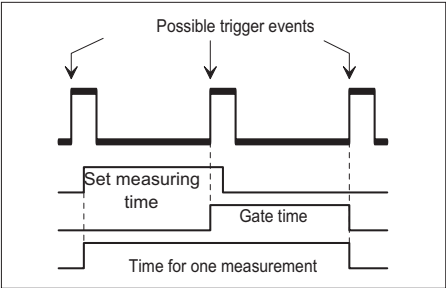 Possible trigger events
Set measuring
time
Gate time
Time for one measurement